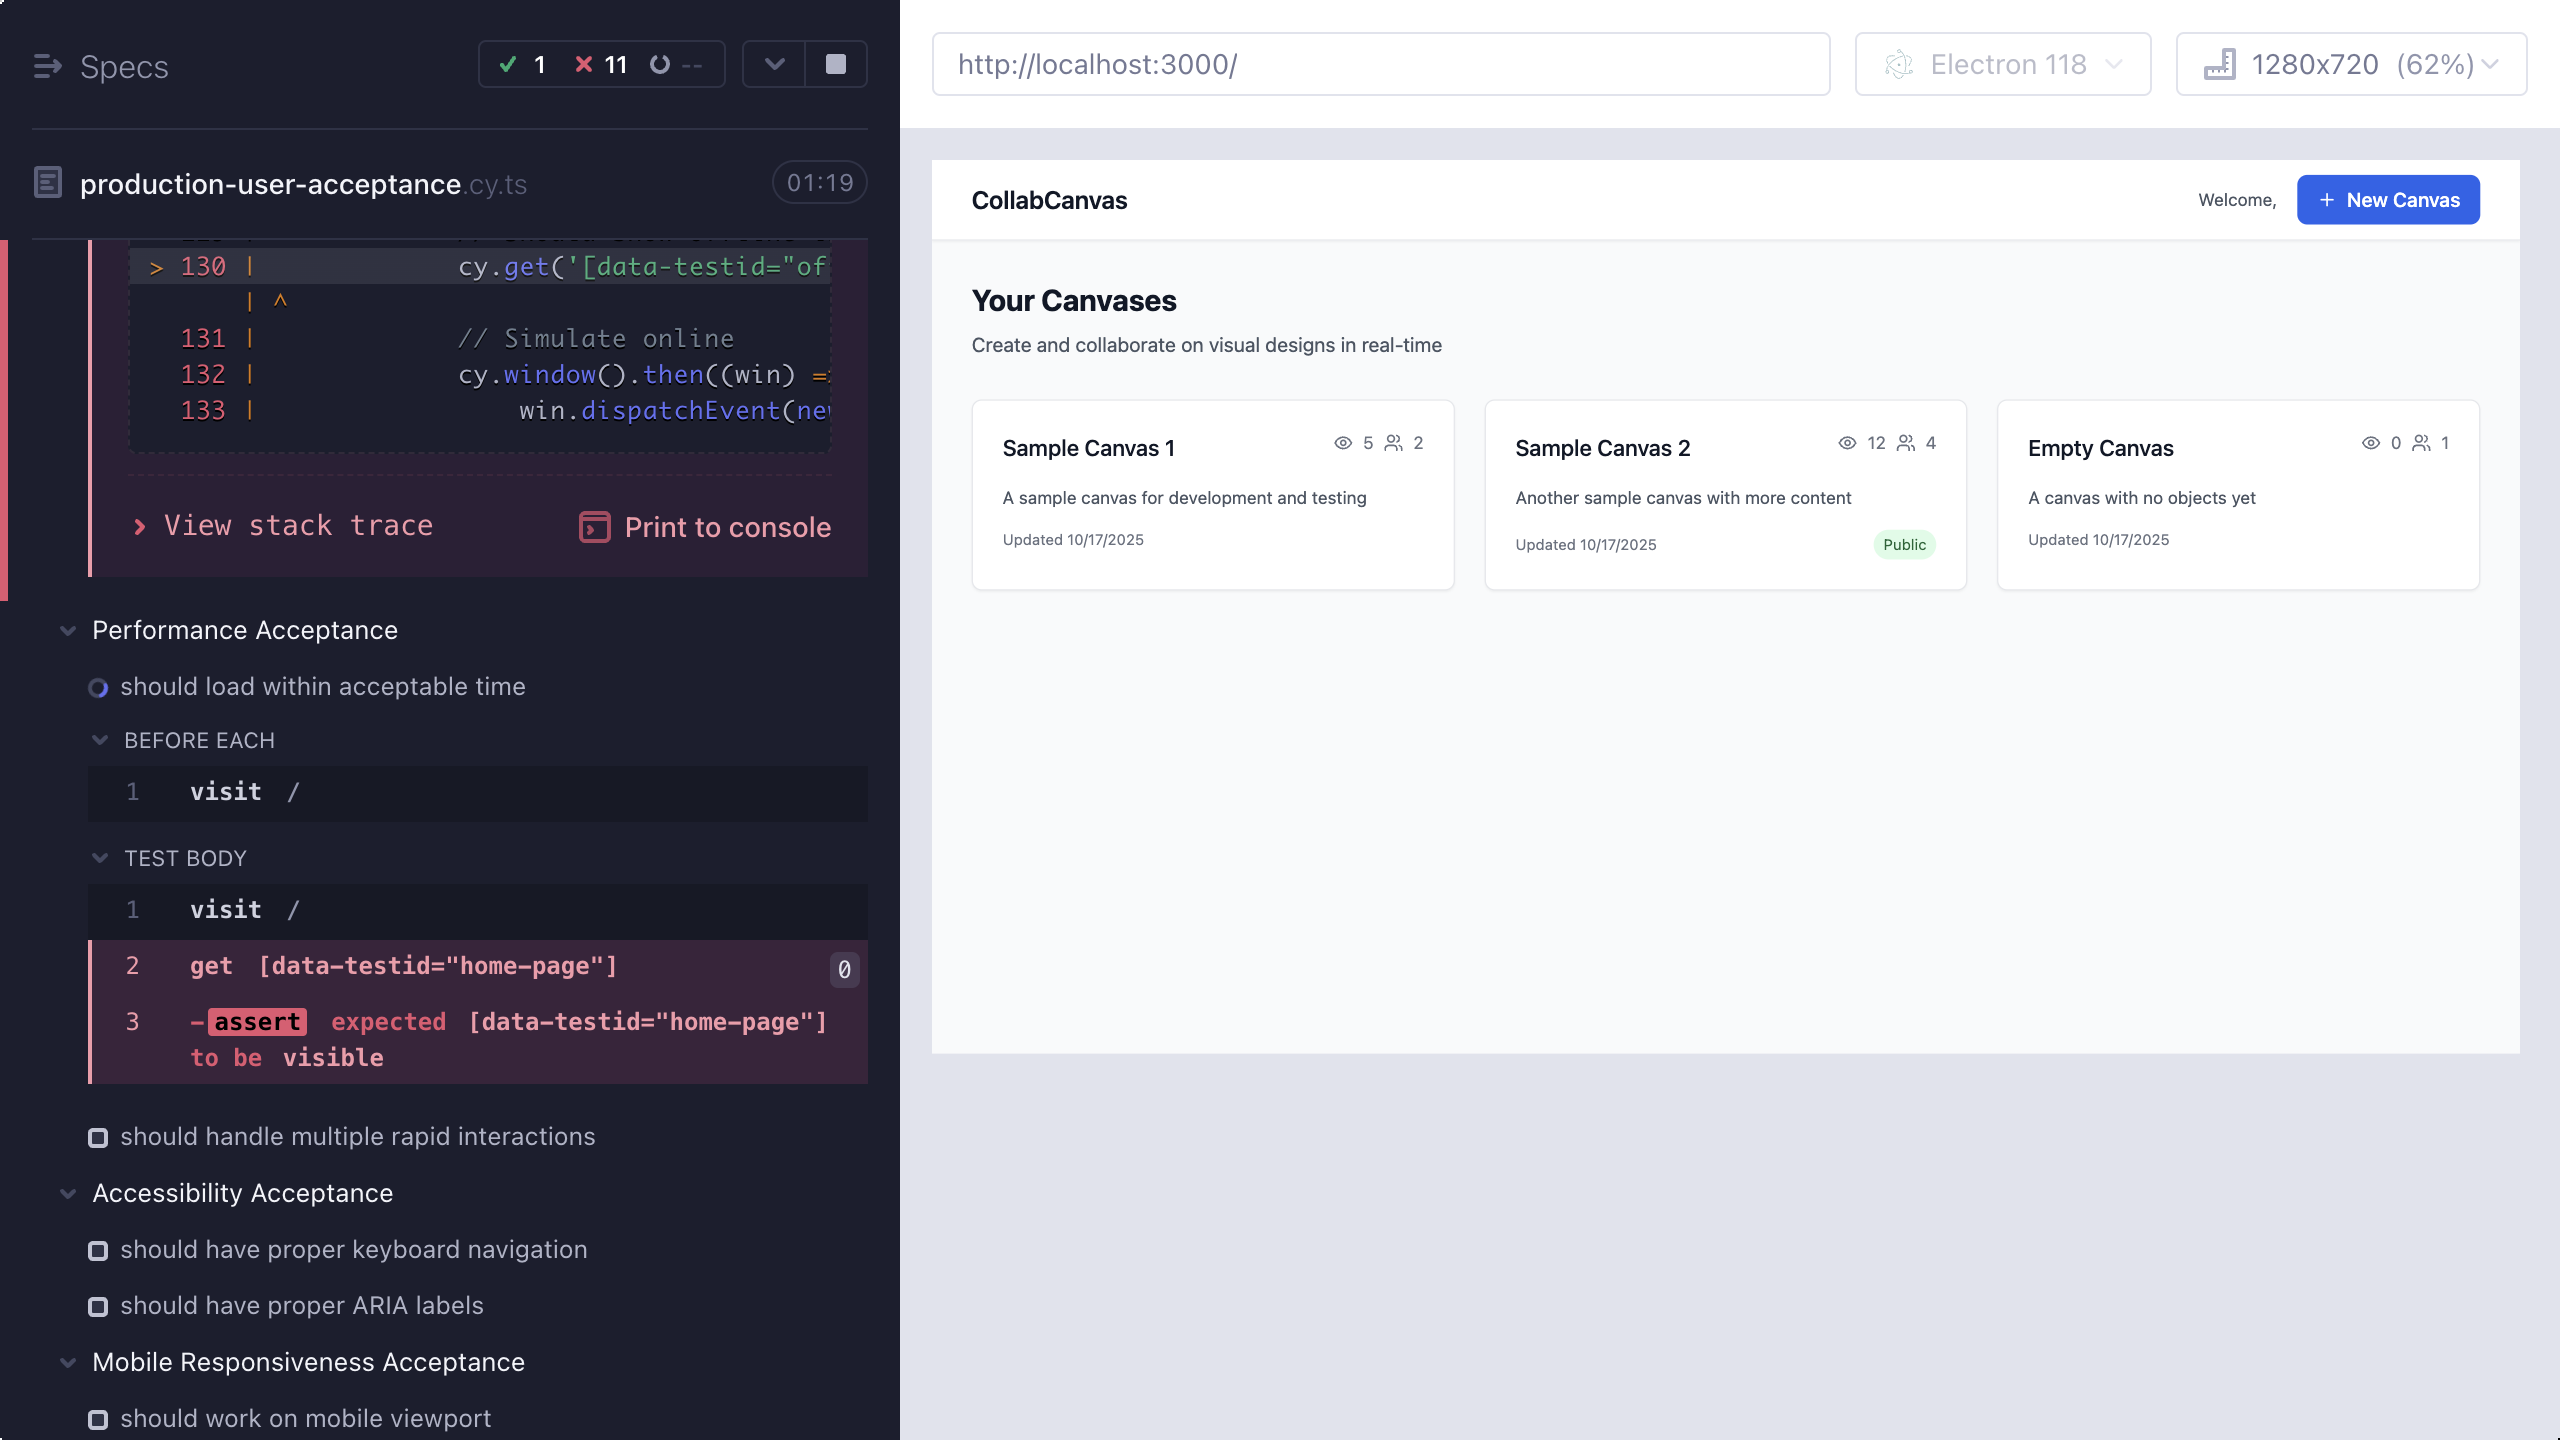 Specs
1 11 --
production-user-acceptance.cy.ts
01:19
> 130 | cy.get('[data-testid="of
| ^
131 | // Simulate online
132 | cy.window().then((win) =
133 | win.dispatchEvent(new
View stack trace
Print to console
Performance Acceptance
should load within acceptable time
BEFORE EACH
1 visit /
TEST BODY
1 visit /
2 get [data-testid="home-page"] 0
3 -assert expected [data-testid="home-page"]
to be visible
should handle multiple rapid interactions
Accessibility Acceptance
should have proper keyboard navigation
should have proper ARIA labels
Mobile Responsiveness Acceptance
should work on mobile viewport
http://localhost:3000/
Electron 118
1280x720 (62%)
CollabCanvas
Welcome,
+ New Canvas
Your Canvases
Create and collaborate on visual designs in real-time
Sample Canvas 1
5 2
A sample canvas for development and testing
Updated 10/17/2025
Sample Canvas 2
12 4
Another sample canvas with more content
Updated 10/17/2025
Public
Empty Canvas
0 1
A canvas with no objects yet
Updated 10/17/2025